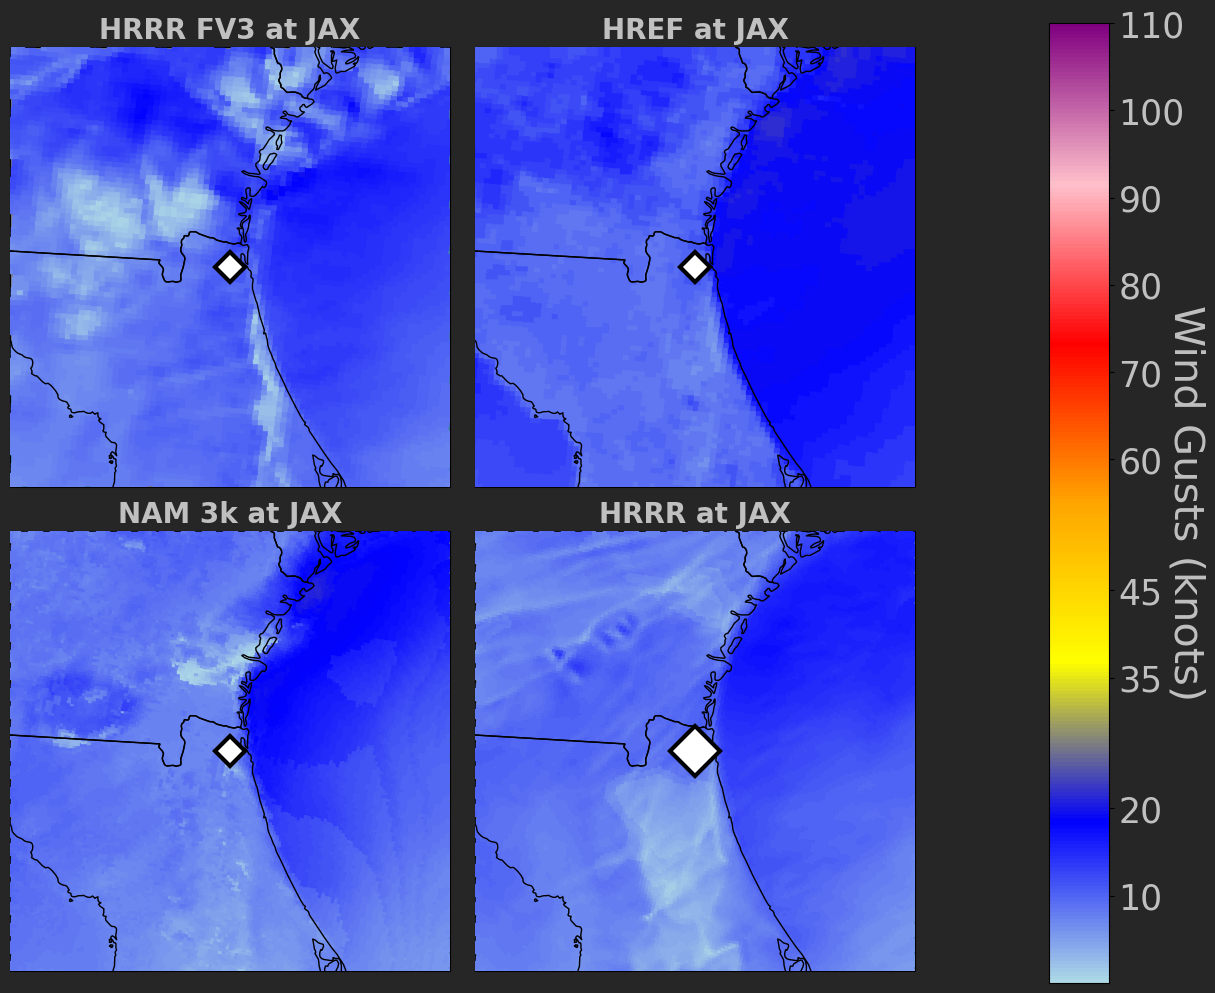 HRRR FV3 at JAX
HREF at JAX
NAM 3k at JAX
HRRR at JAX
110
100
90
80
70
60
45
35
20
10
Wind Gusts (knots)